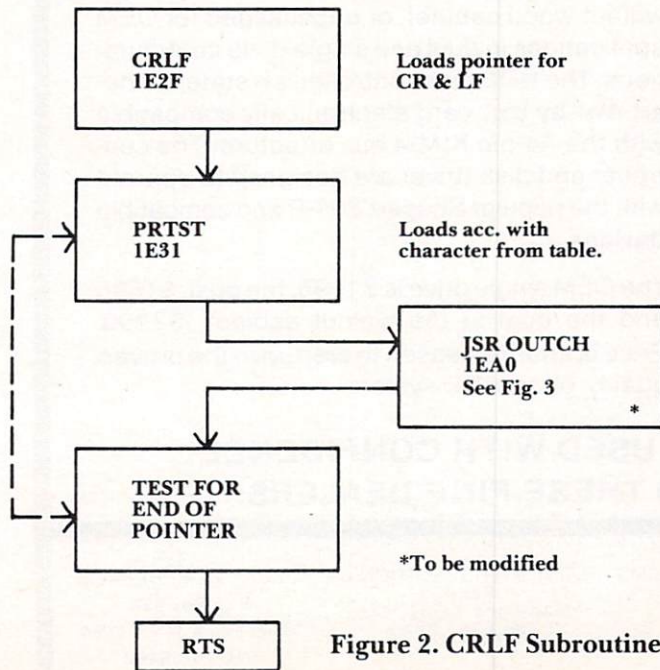 CRLF
1E2F
Loads pointer for
CR & LF
PRTST
1E31
Loads acc. with
character from table.
JSR OUTCH
1EA0
See Fig. 3
*
TEST FOR
END OF
POINTER
*To be modified
RTS
Figure 2. CRLF Subroutine